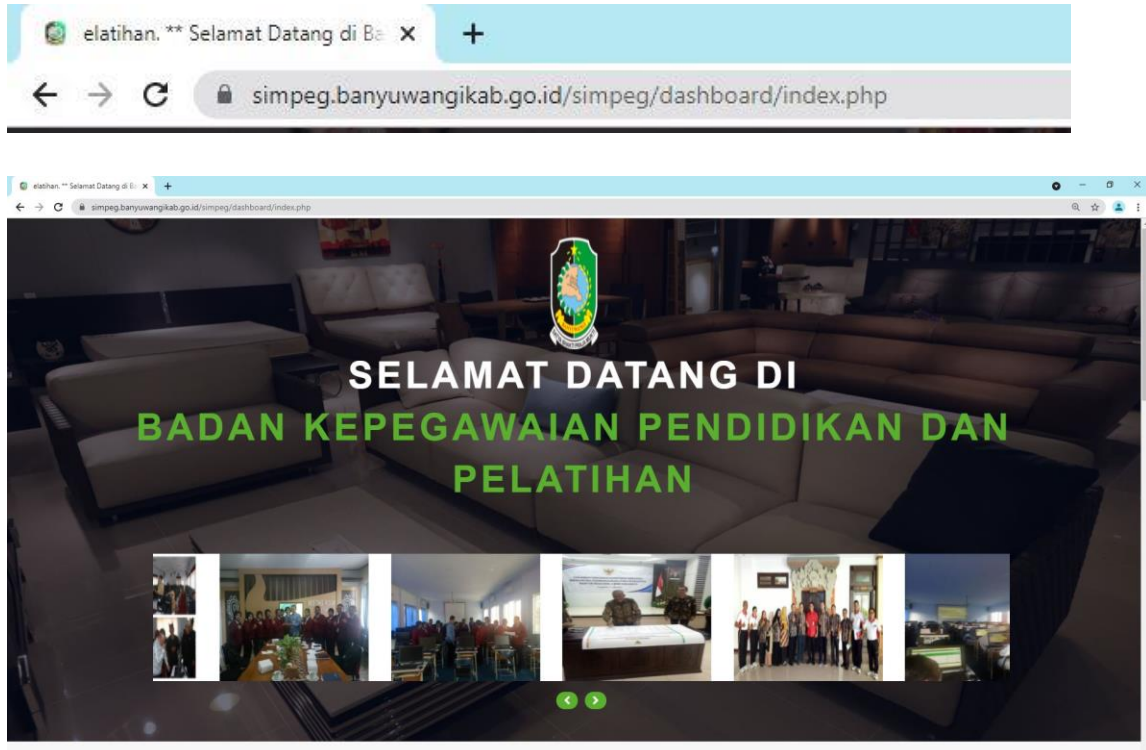 elatihan. ** Selamat Datang di Ba
simpeg.banyuwangikab.go.id/simpeg/dashboard/index.php
elatihan. ** Selamat Datang di Ba
simpeg.banyuwangikab.go.id/simpeg/dashboard/index.php
SELAMAT DATANG DI
BADAN KEPEGAWAIAN PENDIDIKAN DAN
PELATIHAN